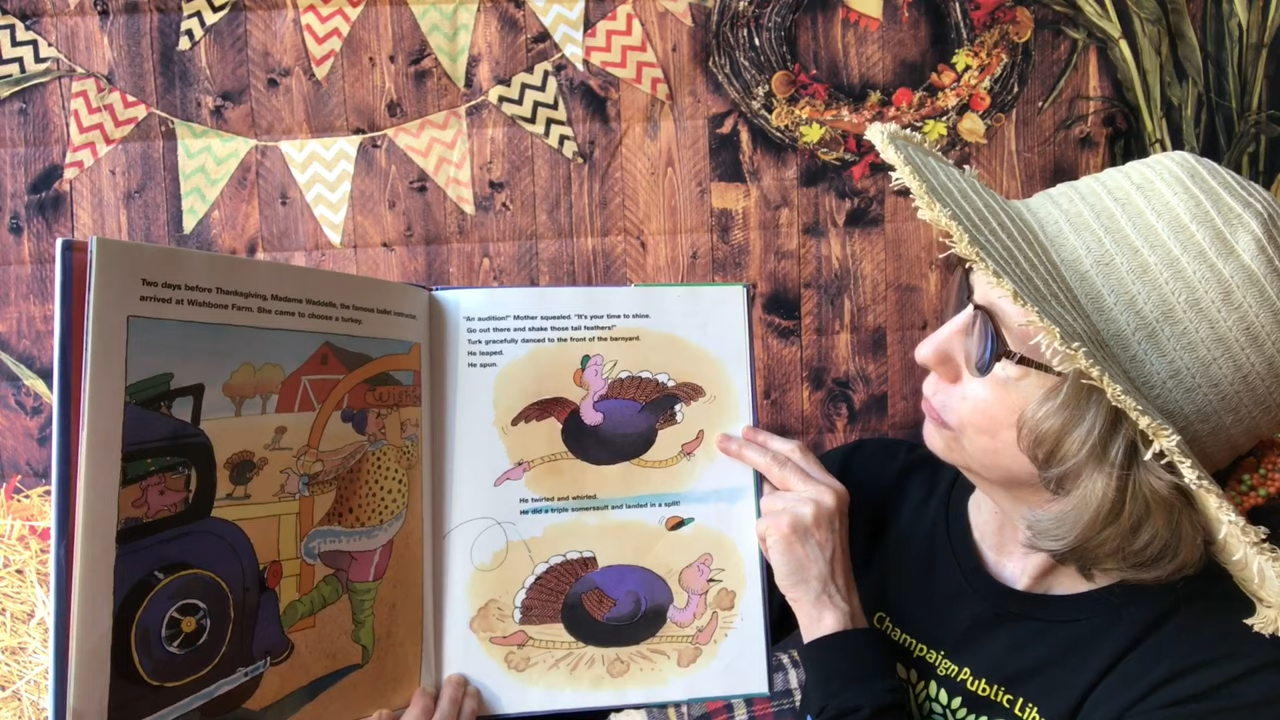 Two days before Thanksgiving, Madame Waddelle, the famous ballet instructor,
arrived at Wishbone Farm. She came to choose a turkey.
Wishb
"An audition!" Mother squealed. "It's your time to shine.
Go out there and shake those tail feathers!"
Turk gracefully danced to the front of the barnyard.
He leaped.
He spun.
He twirled and whirled.
He did a triple somersault and landed in a split!
Champaign Public Lib